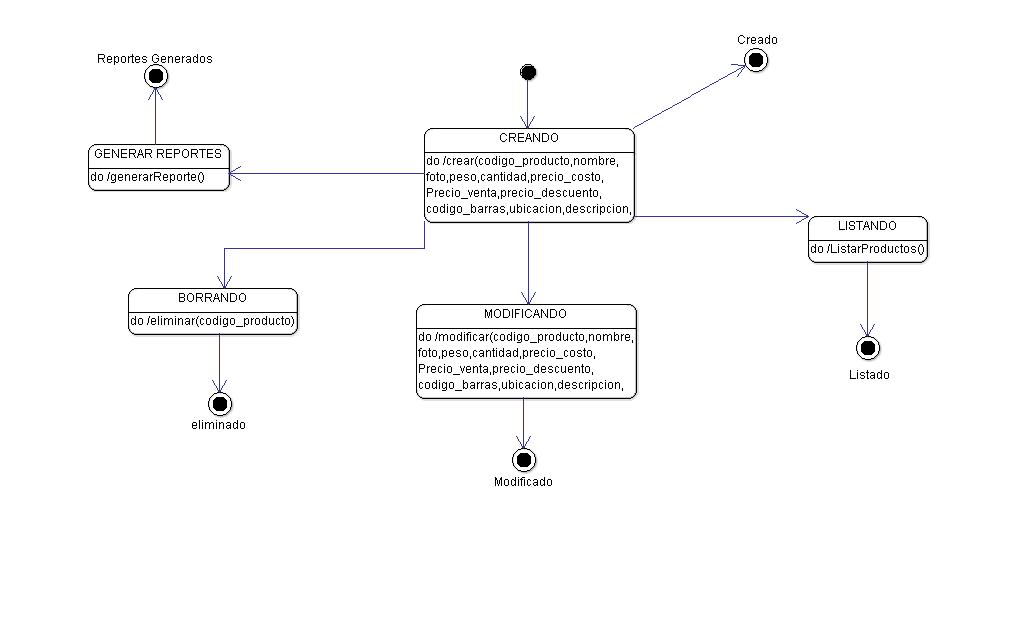 Creado
Reportes Generados
CREANDO
do /crear(codigo_producto,nombre,
foto,peso,cantidad,precio_costo,
Precio_venta,precio_descuento,
codigo_barras,ubicacion,descripcion,
GENERAR REPORTES
do /generarReporte()
LISTANDO
do /ListarProductos()
BORRANDO
do /eliminar(codigo_producto)
MODIFICANDO
do /modificar(codigo_producto,nombre,
foto,peso,cantidad,precio_costo,
Precio_venta,precio_descuento,
codigo_barras,ubicacion,descripcion,
Listado
eliminado
Modificado